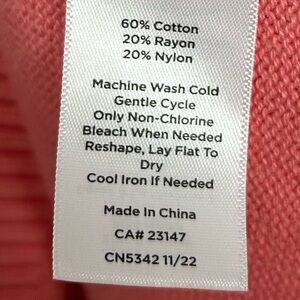 60% Cotton
20% Rayon
20% Nylon
Machine Wash Cold
Gentle Cycle
Only Non-Chlorine
Bleach When Needed
Reshape, Lay Flat To
Dry
Cool Iron If Needed
Made In China
CA# 23147
CN5342 11/22